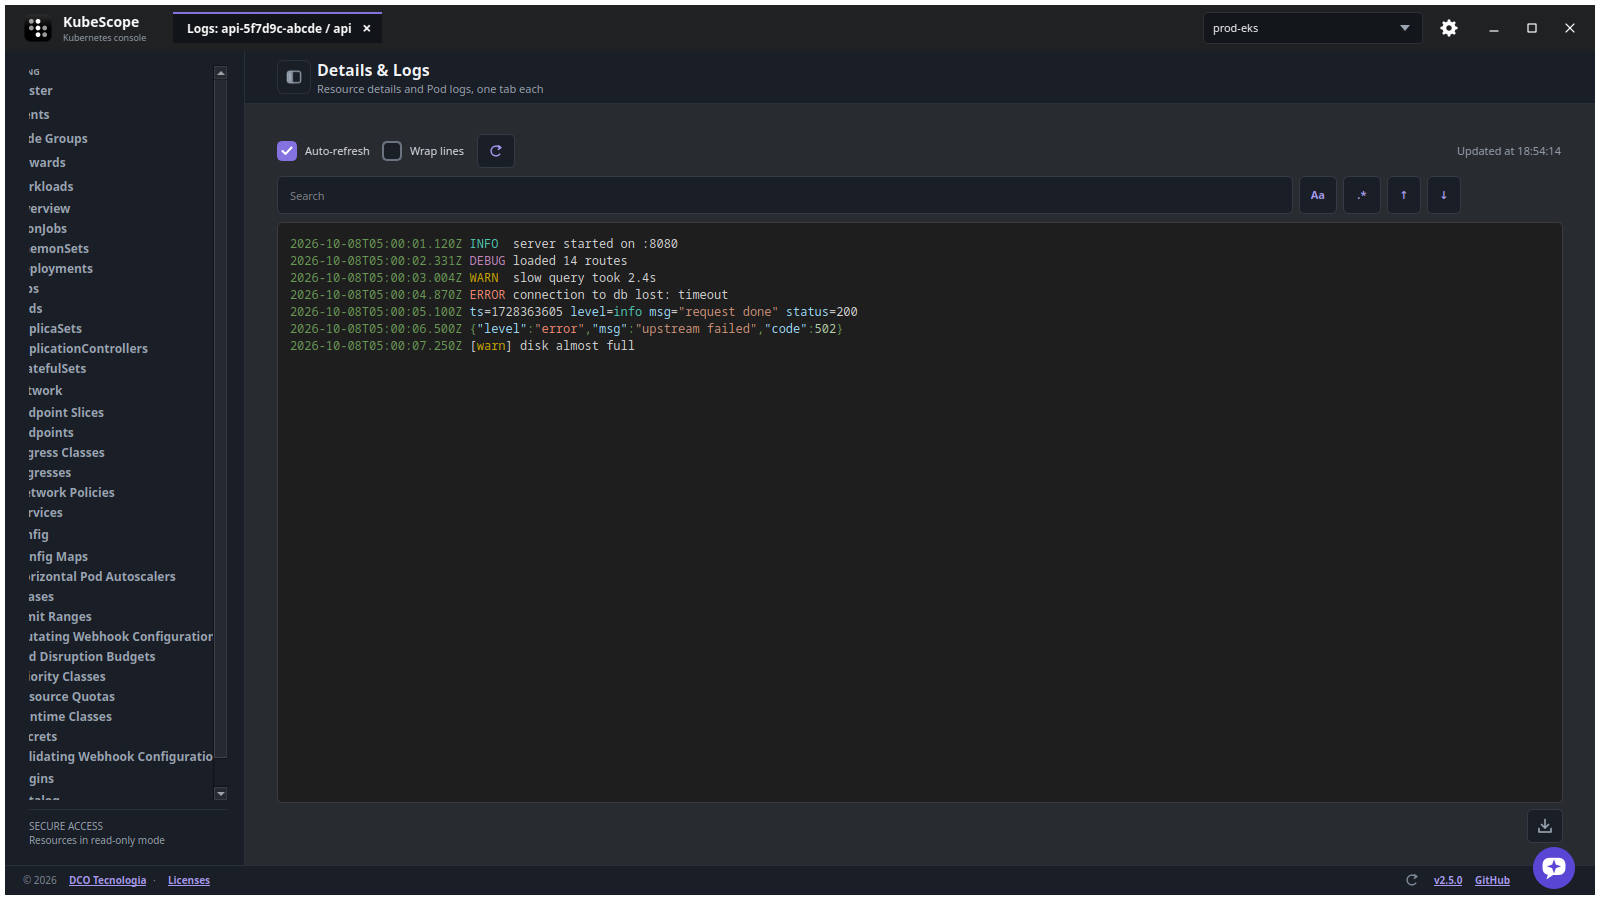 KubeScope
Kubernetes console
Logs: api-5f7d9c-abcde / api ×
prod-eks
NG
ster
nts
de Groups
wards
rkloads
erview
onJobs
emonSets
ployments
ps
ds
plicaSets
plicationControllers
atefulSets
twork
dpoint Slices
dpoints
gress Classes
gresses
etwork Policies
rvices
nfig
nfig Maps
rizontal Pod Autoscalers
ases
nit Ranges
utating Webhook Configuration
d Disruption Budgets
iority Classes
source Quotas
ntime Classes
crets
lidating Webhook Configuratio
gins
SECURE ACCESS
Resources in read-only mode
Details & Logs
Resource details and Pod logs, one tab each
Auto-refresh Wrap lines
Updated at 18:54:14
Search
Aa .* ↑ ↓
2026-10-08T05:00:01.120Z INFO  server started on :8080
2026-10-08T05:00:02.331Z DEBUG loaded 14 routes
2026-10-08T05:00:03.004Z WARN  slow query took 2.4s
2026-10-08T05:00:04.870Z ERROR connection to db lost: timeout
2026-10-08T05:00:05.100Z ts=1728363605 level=info msg="request done" status=200
2026-10-08T05:00:06.500Z {"level":"error","msg":"upstream failed","code":502}
2026-10-08T05:00:07.250Z [warn] disk almost full
© 2026 DCO Tecnologia · Licenses
v2.5.0 GitHub